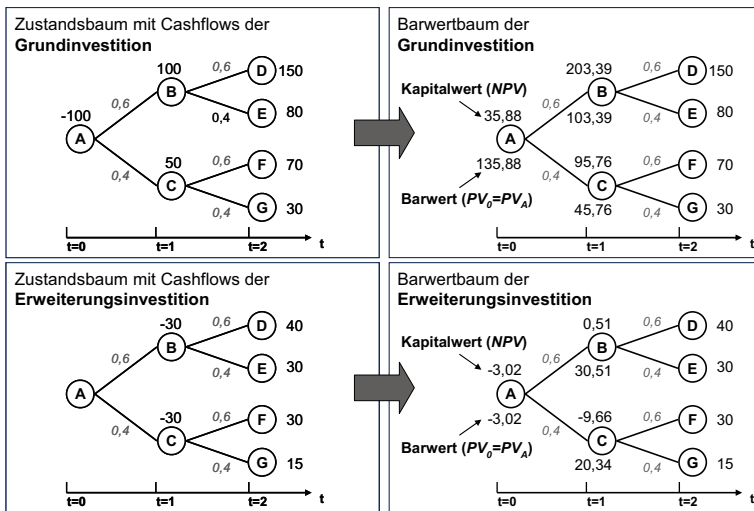 Zustandsbaum mit Cashflows der
Grundinvestition
-100
A
0,6
0,4
100
B
50
C
0,6
0,4
0,6
0,4
D 150
E 80
F 70
G 30
t=0 t=1 t=2 t
Barwertbaum der
Grundinvestition
Kapitalwert (NPV)
35,88
A
135,88
Barwert (PV0=PVA)
0,6
0,4
203,39
B
103,39
95,76
C
45,76
0,6
0,4
0,6
0,4
D 150
E 80
F 70
G 30
t=0 t=1 t=2 t
Zustandsbaum mit Cashflows der
Erweiterungsinvestition
A
0,6
0,4
-30
B
-30
C
0,6
0,4
0,6
0,4
D 40
E 30
F 30
G 15
t=0 t=1 t=2 t
Barwertbaum der
Erweiterungsinvestition
Kapitalwert (NPV)
-3,02
A
-3,02
Barwert (PV0=PVA)
0,6
0,4
0,51
B
30,51
-9,66
C
20,34
0,6
0,4
0,6
0,4
D 40
E 30
F 30
G 15
t=0 t=1 t=2 t